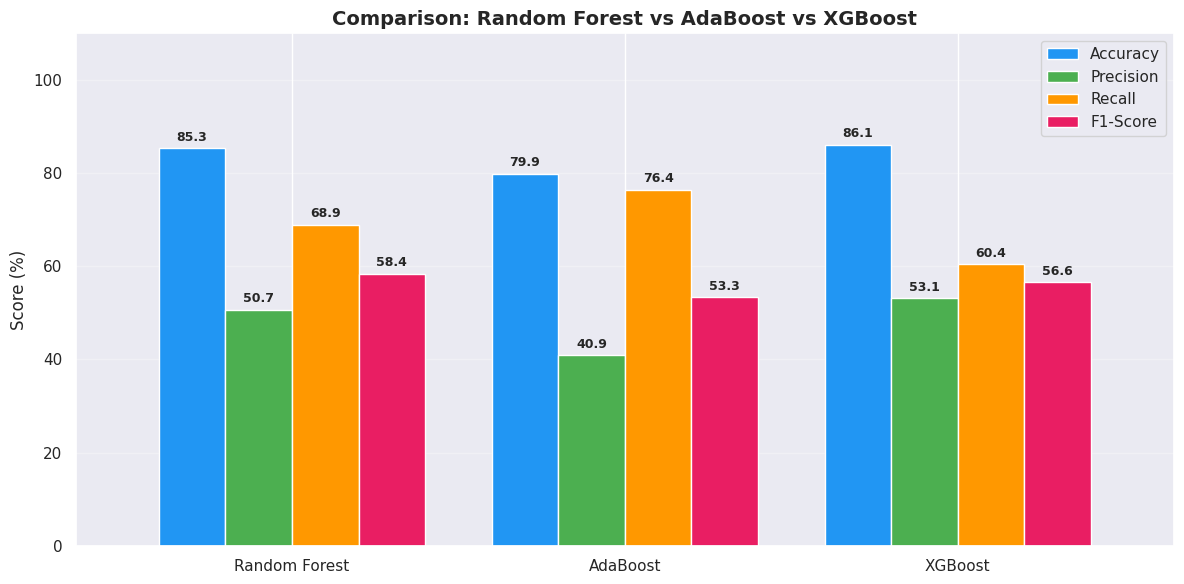 Comparison: Random Forest vs AdaBoost vs XGBoost
Accuracy
Precision
Recall
F1-Score
Score (%)
100
80
60
40
20
0
85.3
50.7
68.9
58.4
79.9
40.9
76.4
53.3
86.1
53.1
60.4
56.6
Random Forest
AdaBoost
XGBoost